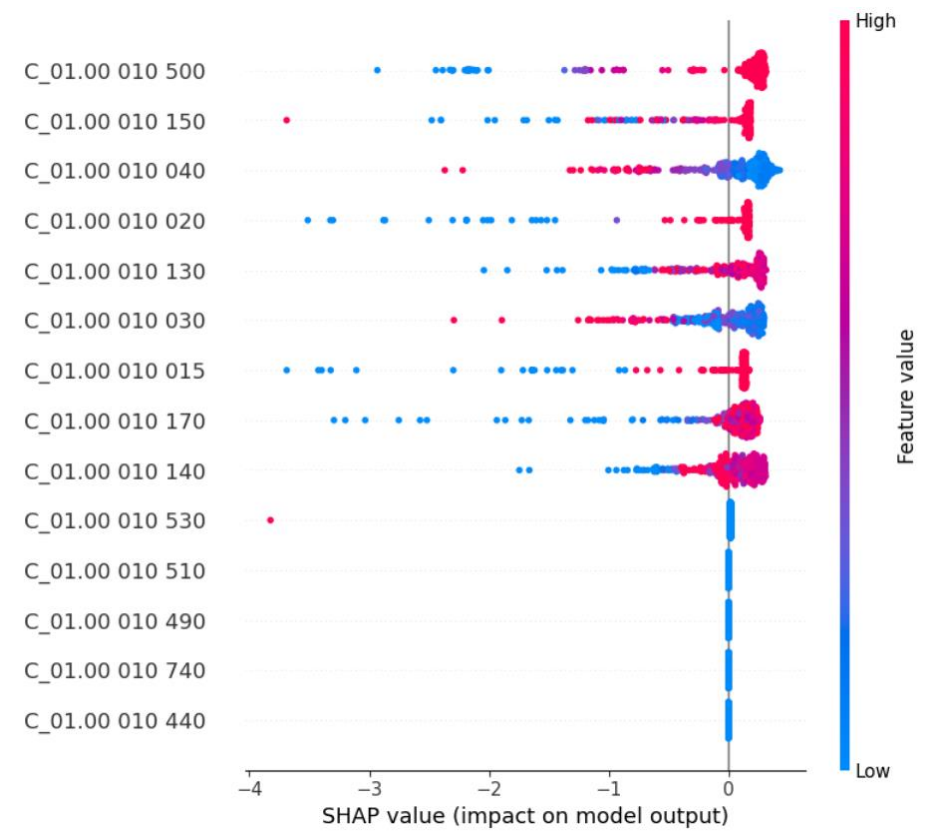 High
C_01.00 010 500
C_01.00 010 150
C_01.00 010 040
C_01.00 010 020
C_01.00 010 130
C_01.00 010 030
C_01.00 010 015
C_01.00 010 170
C_01.00 010 140
C_01.00 010 530
C_01.00 010 510
C_01.00 010 490
C_01.00 010 740
C_01.00 010 440
Feature value
Low
−4 −3 −2 −1 0
SHAP value (impact on model output)